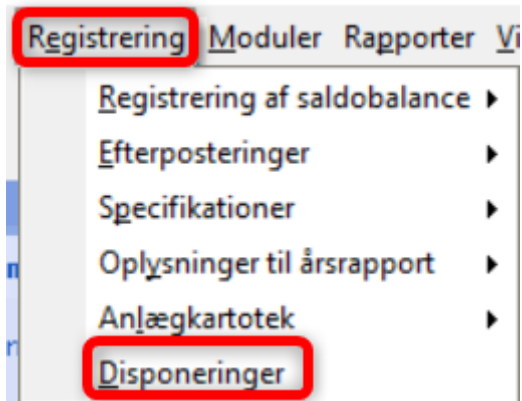 Registrering Moduler Rapporter
Registrering af saldobalance
Efterposteringer
Specifikationer
Oplysninger til årsrapport
Anlægkartotek
Disponeringer